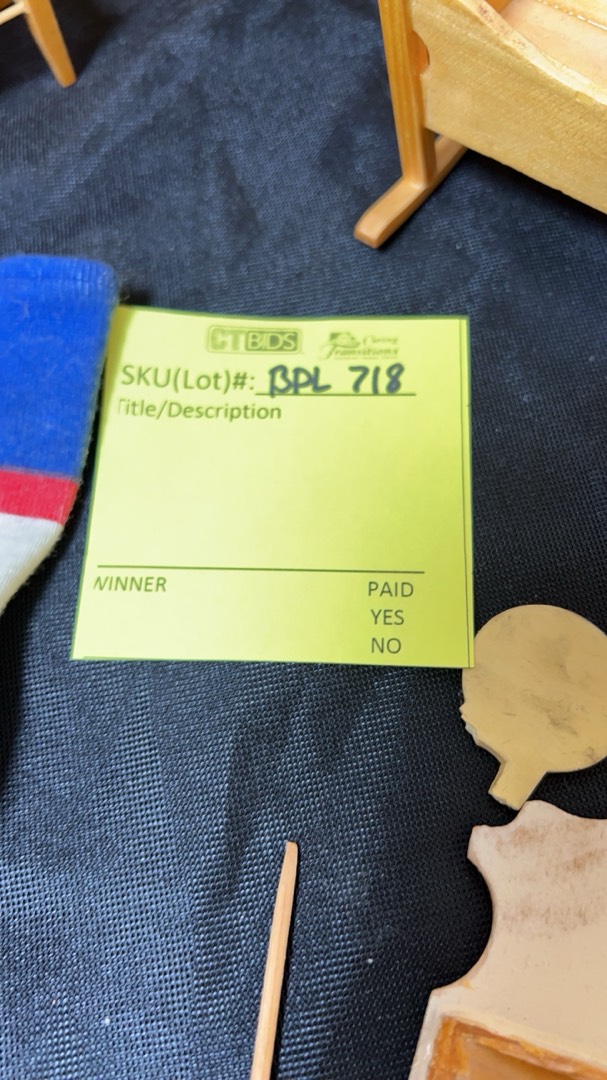 CTBIDS Caring
Transitions
SKU(Lot)#: BPL 718
Title/Description
WINNER PAID
YES
NO